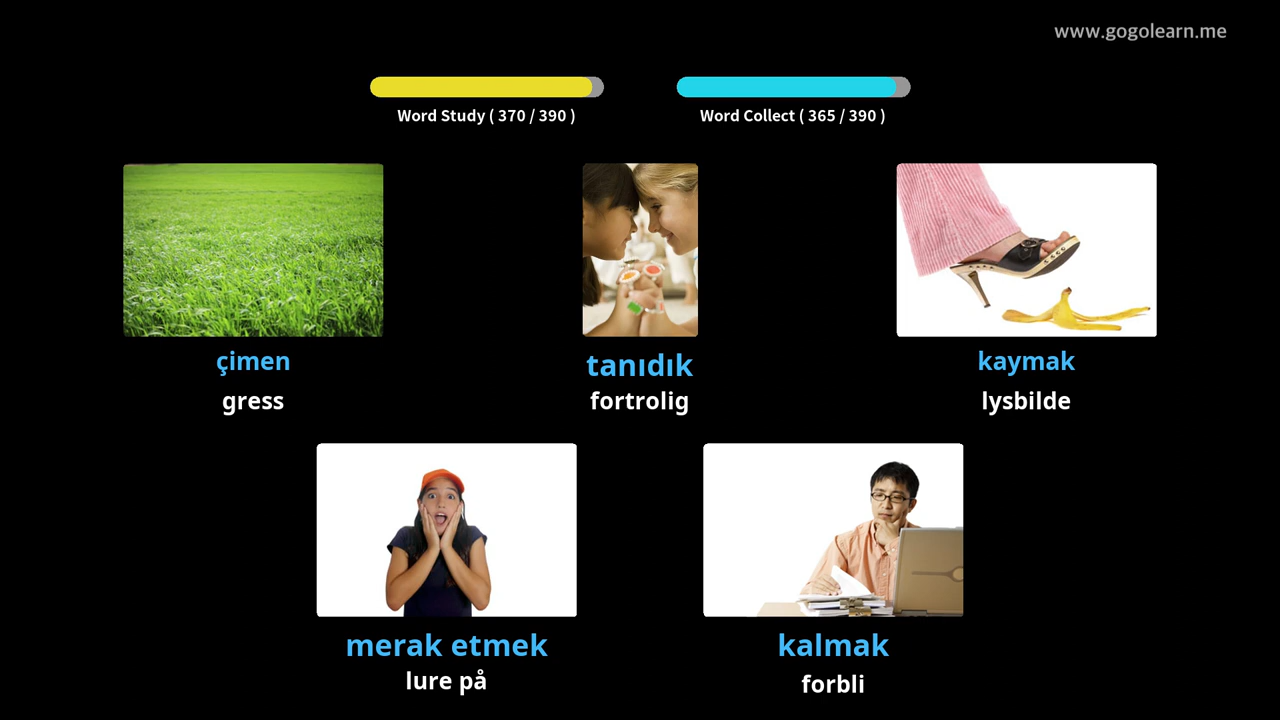 www.gogolearn.me
Word Study ( 370 / 390 )
Word Collect ( 365 / 390 )
çimen
gress
tanıdık
fortrolig
kaymak
lysbilde
merak etmek
lure på
kalmak
forbli